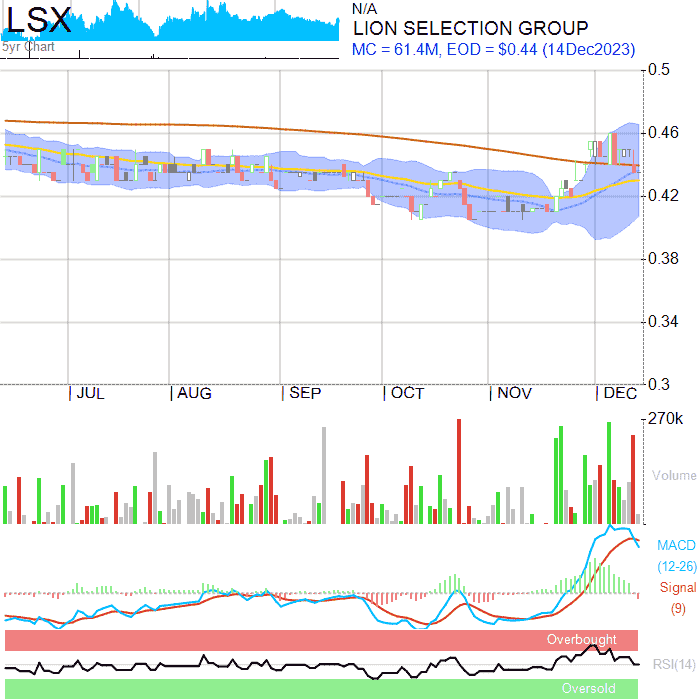 LSX
5yr Chart
N/A
LION SELECTION GROUP
MC = 61.4M, EOD = $0.44 (14Dec2023)
0.5
0.46
0.42
0.38
0.34
0.3
JUL AUG SEP OCT NOV DEC
270k
Volume
MACD
(12-26)
Signal
(9)
Overbought
RSI(14)
Oversold